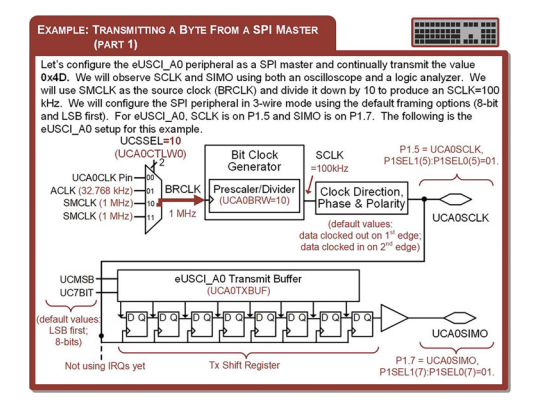 EXAMPLE: TRANSMITTING A BYTE FROM A SPI MASTER
(PART 1)
Let's configure the eUSCI_A0 peripheral as a SPI master and continually transmit the value
0x4D. We will observe SCLK and SIMO using both an oscilloscope and a logic analyzer. We
will use SMCLK as the source clock (BRCLK) and divide it down by 10 to produce an SCLK=100
kHz. We will configure the SPI peripheral in 3-wire mode using the default framing options (8-bit
and LSB first). For eUSCI_A0, SCLK is on P1.5 and SIMO is on P1.7. The following is the
eUSCI_A0 setup for this example.
UCSSEL=10
(UCA0CTLW0)
2
UCA0CLK Pin
ACLK (32.768 kHz)
SMCLK (1 MHz)
SMCLK (1 MHz)
00
01
10
11
BRCLK
1 MHz
Bit Clock
Generator
Prescaler/Divider
(UCA0BRW=10)
SCLK
=100kHz
Clock Direction,
Phase & Polarity
(default values:
data clocked out on 1st edge;
data clocked in on 2nd edge)
P1.5 = UCA0SCLK,
P1SEL1(5):P1SEL0(5)=01.
UCA0SCLK
UCMSB
UC7BIT
(default values:
LSB first;
8-bits)
eUSCI_A0 Transmit Buffer
(UCA0TXBUF)
D Q D Q D Q D Q D Q D Q D Q D Q
UCA0SIMO
Not using IRQs yet
Tx Shift Register
P1.7 = UCA0SIMO,
P1SEL1(7):P1SEL0(7)=01.